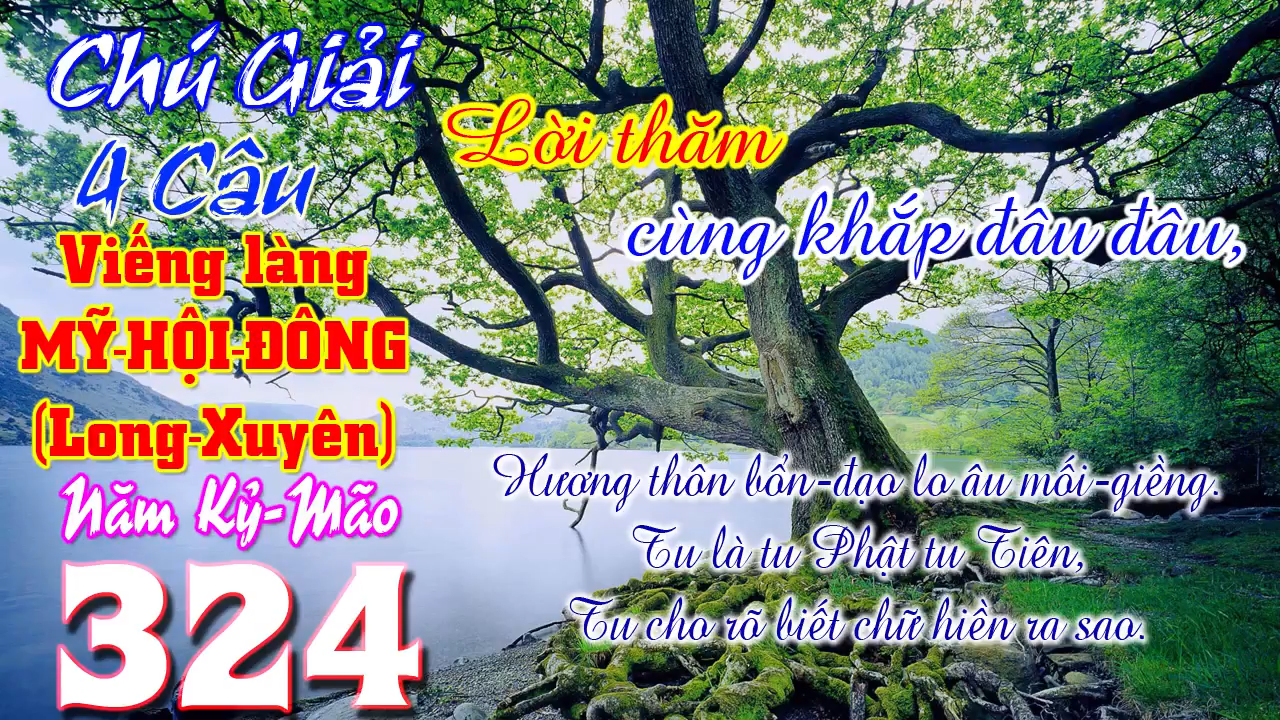 Chú Giải
4 Câu
Viếng làng
MỸ-HỘI-ĐÔNG
(Long-Xuyên)
Năm Kỷ-Mão
324
Lời thăm
cùng khắp đâu đâu,
Hương thôn bổn-đạo lo âu mối-giềng.
Tu là tu Phật tu Tiên,
Tu cho rõ biết chữ hiền ra sao.